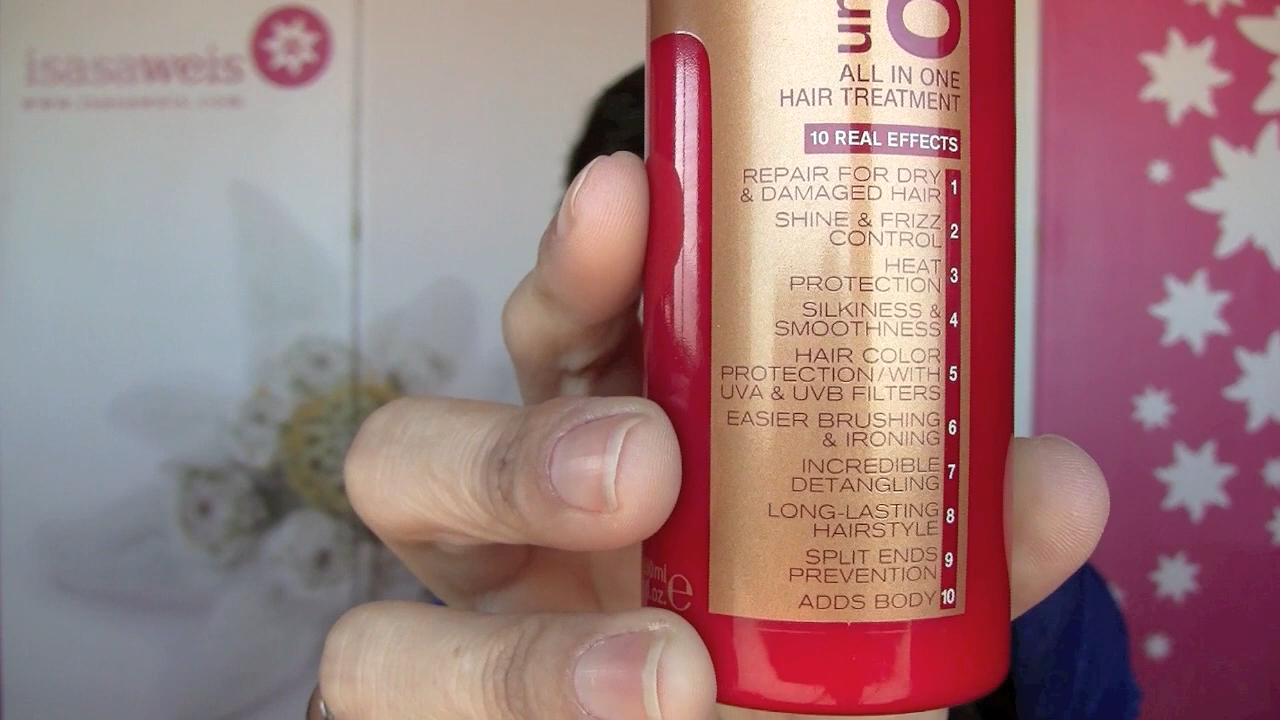 isasaweis
www.isasaweis.com
un
ALL IN ONE
HAIR TREATMENT
10 REAL EFFECTS
REPAIR FOR DRY
& DAMAGED HAIR 1
SHINE & FRIZZ
CONTROL 2
HEAT
PROTECTION 3
SILKINESS &
SMOOTHNESS 4
HAIR COLOR
PROTECTION/WITH
UVA & UVB FILTERS 5
EASIER BRUSHING
& IRONING 6
INCREDIBLE
DETANGLING 7
LONG-LASTING
HAIRSTYLE 8
SPLIT ENDS
PREVENTION 9
ADDS BODY 10